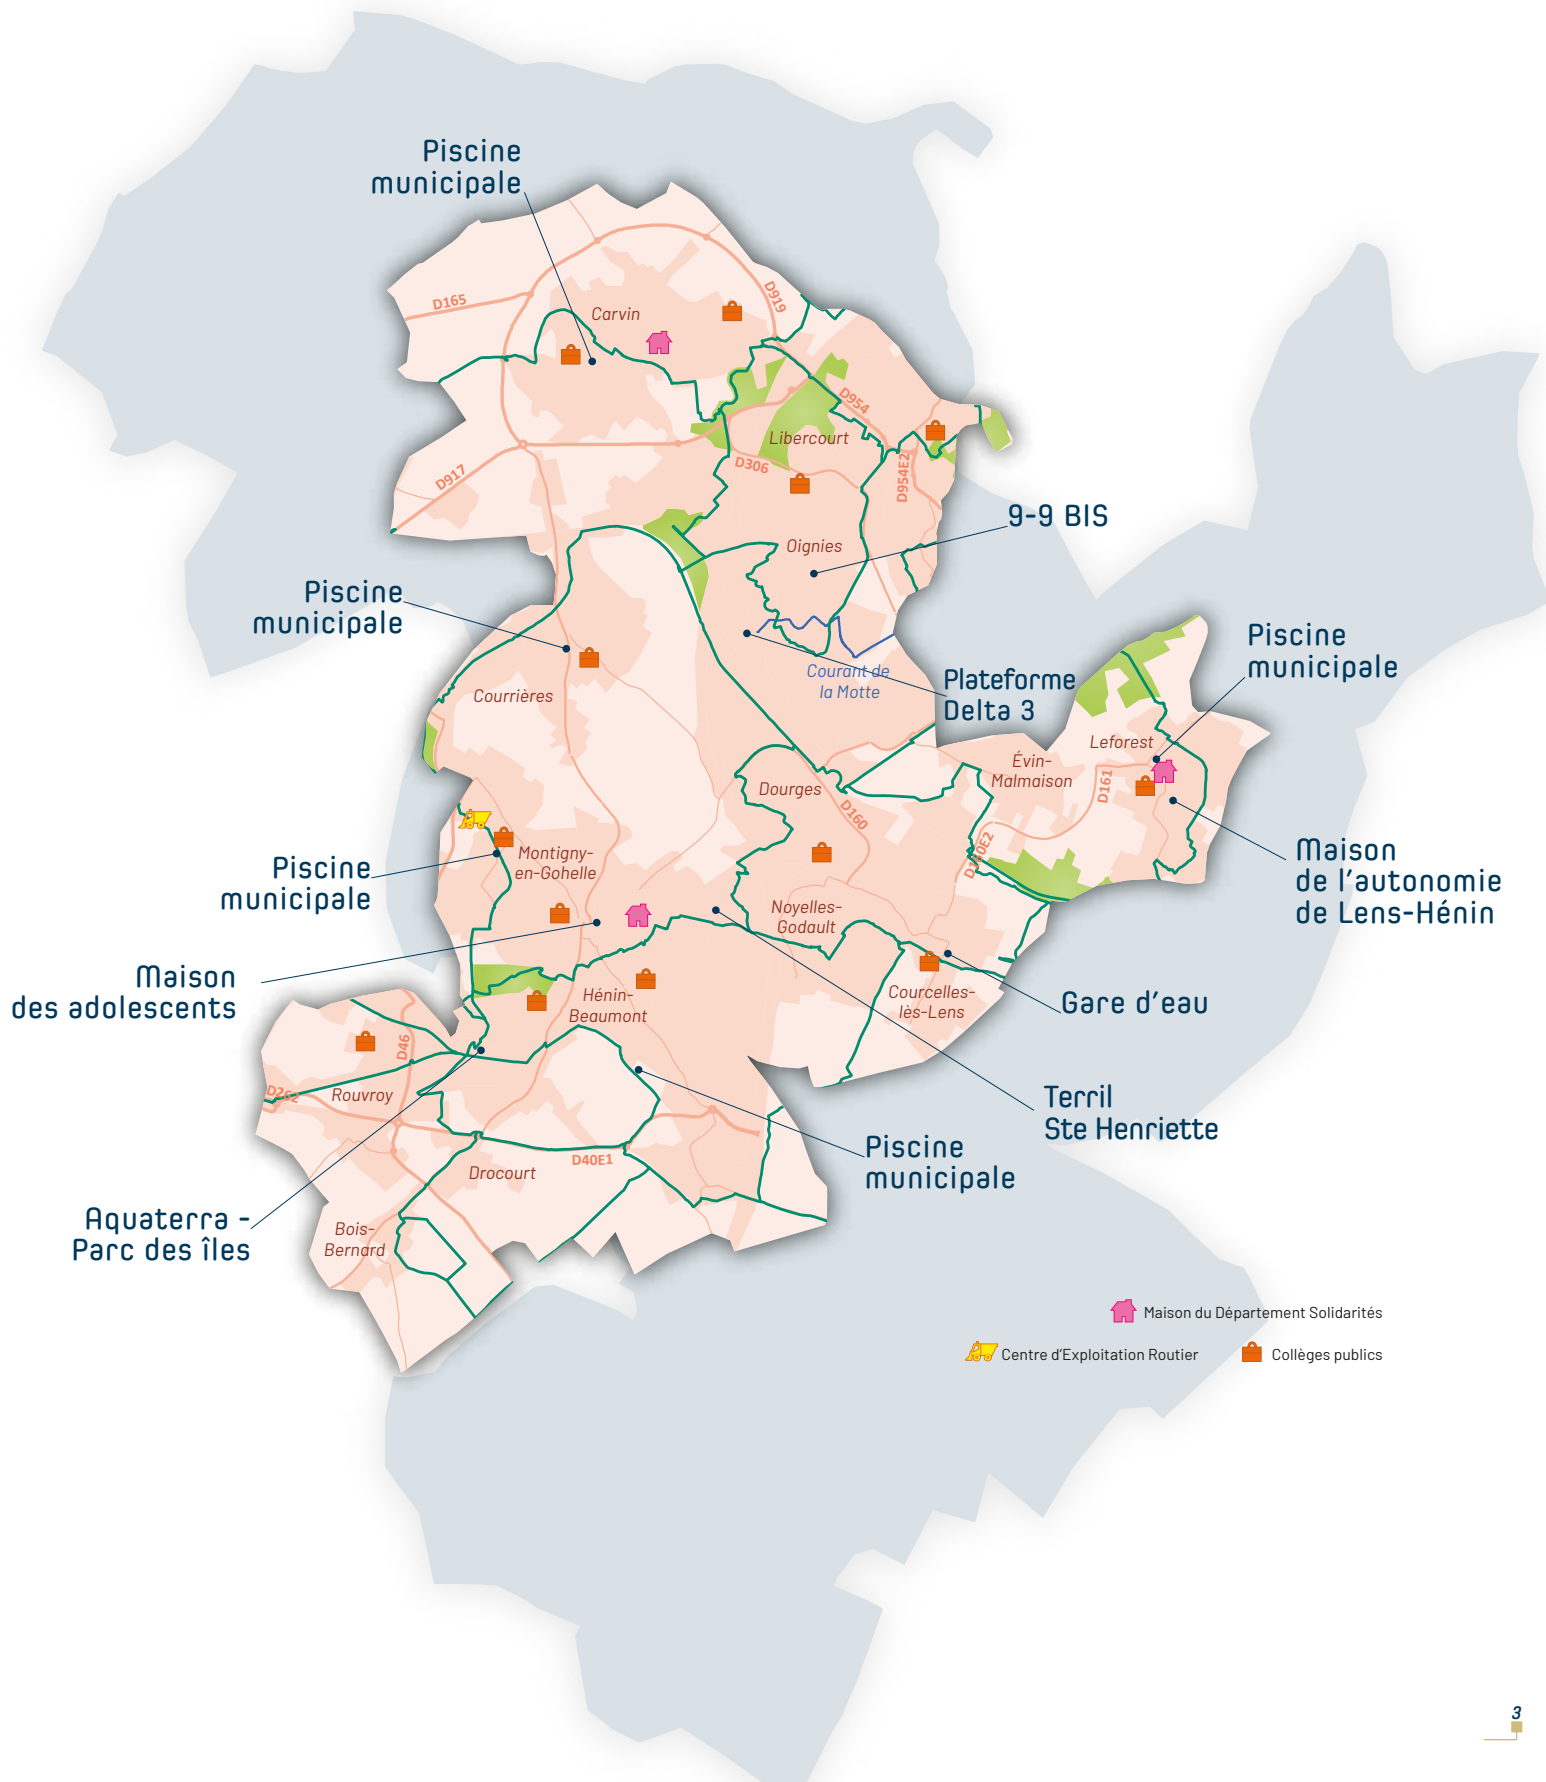 Piscine
municipale
D165
Carvin
D919
D954
Libercourt
D306
D917
D954E2
9-9 BIS
Oignies
Piscine
municipale
Piscine
municipale
Courant de
la Motte
Plateforme
Delta 3
Courrières
Leforest
Évin-
Malmaison
D161
Dourges
D160
D160E2
Montigny-
en-Gohelle
Piscine
municipale
Maison
de l'autonomie
de Lens-Hénin
Noyelles-
Godault
Maison
des adolescents
Hénin-
Beaumont
Courcelles-
lès-Lens
Gare d'eau
D46
D262
Rouvroy
Terril
Ste Henriette
Piscine
municipale
D40E1
Drocourt
Aquaterra -
Parc des îles
Bois-
Bernard
Maison du Département Solidarités
Centre d'Exploitation Routier
Collèges publics
3